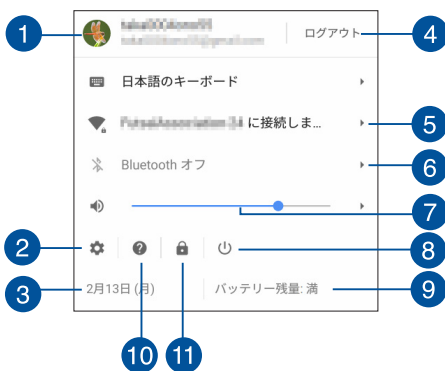 1
ログアウト
4
日本語のキーボード
に接続しま...
5
Bluetooth オフ
6
7
2
8
3
2月13日 (月)
バッテリー残量: 満
9
10
11